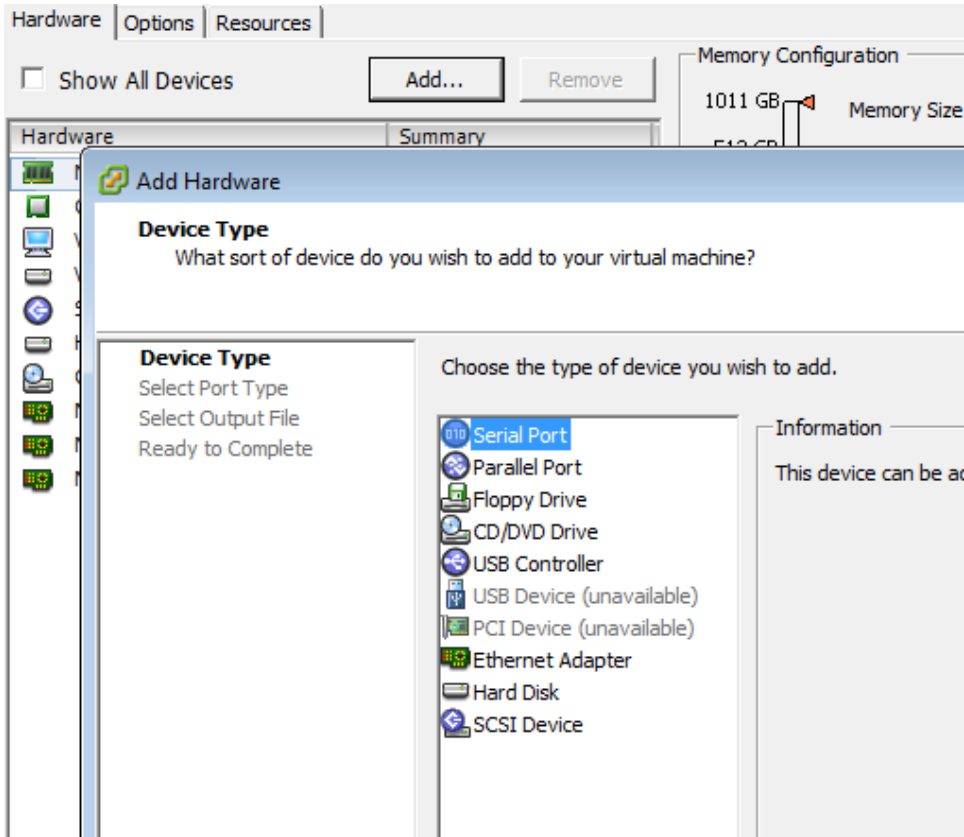 Hardware Options Resources
Show All Devices Add... Remove
Memory Configuration
1011 GB Memory Size
Hardware Summary
512 GB
Add Hardware
Device Type
What sort of device do you wish to add to your virtual machine?
Device Type
Select Port Type
Select Output File
Ready to Complete
Choose the type of device you wish to add.
Serial Port
Parallel Port
Floppy Drive
CD/DVD Drive
USB Controller
USB Device (unavailable)
PCI Device (unavailable)
Ethernet Adapter
Hard Disk
SCSI Device
Information
This device can be